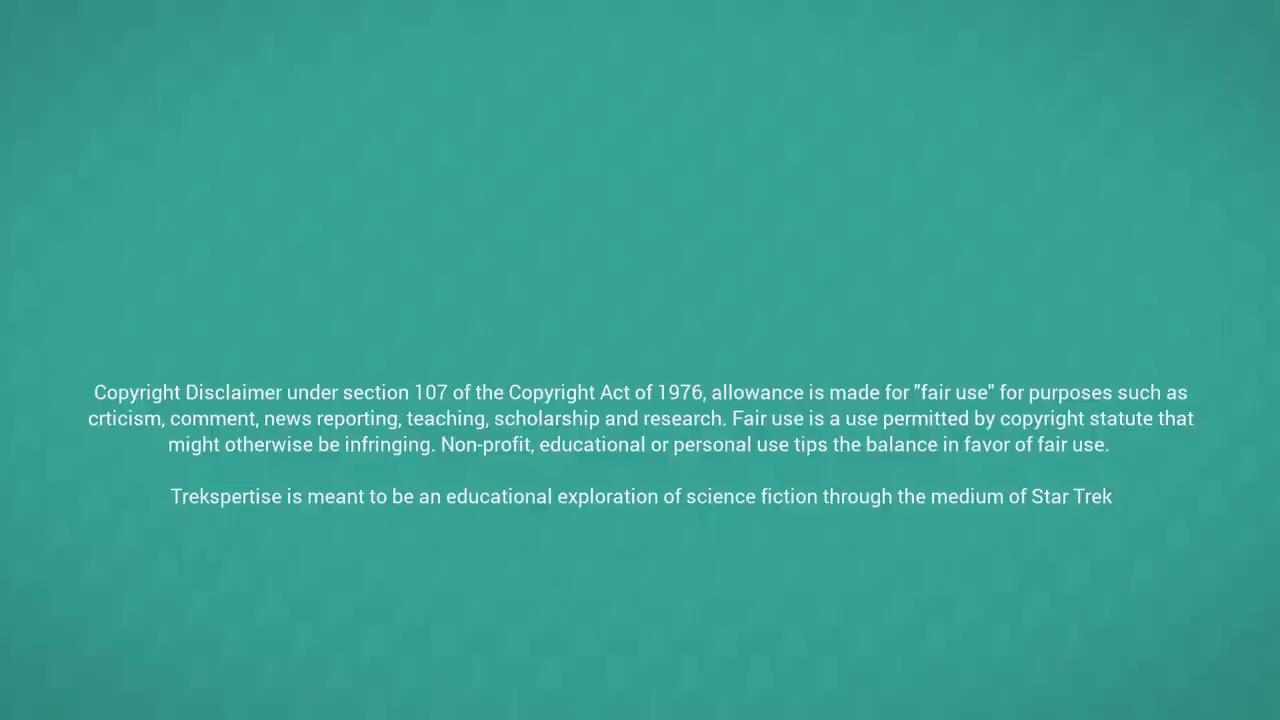 Copyright Disclaimer under section 107 of the Copyright Act of 1976, allowance is made for "fair use" for purposes such as
crticism, comment, news reporting, teaching, scholarship and research. Fair use is a use permitted by copyright statute that
might otherwise be infringing. Non-profit, educational or personal use tips the balance in favor of fair use.
Trekspertise is meant to be an educational exploration of science fiction through the medium of Star Trek